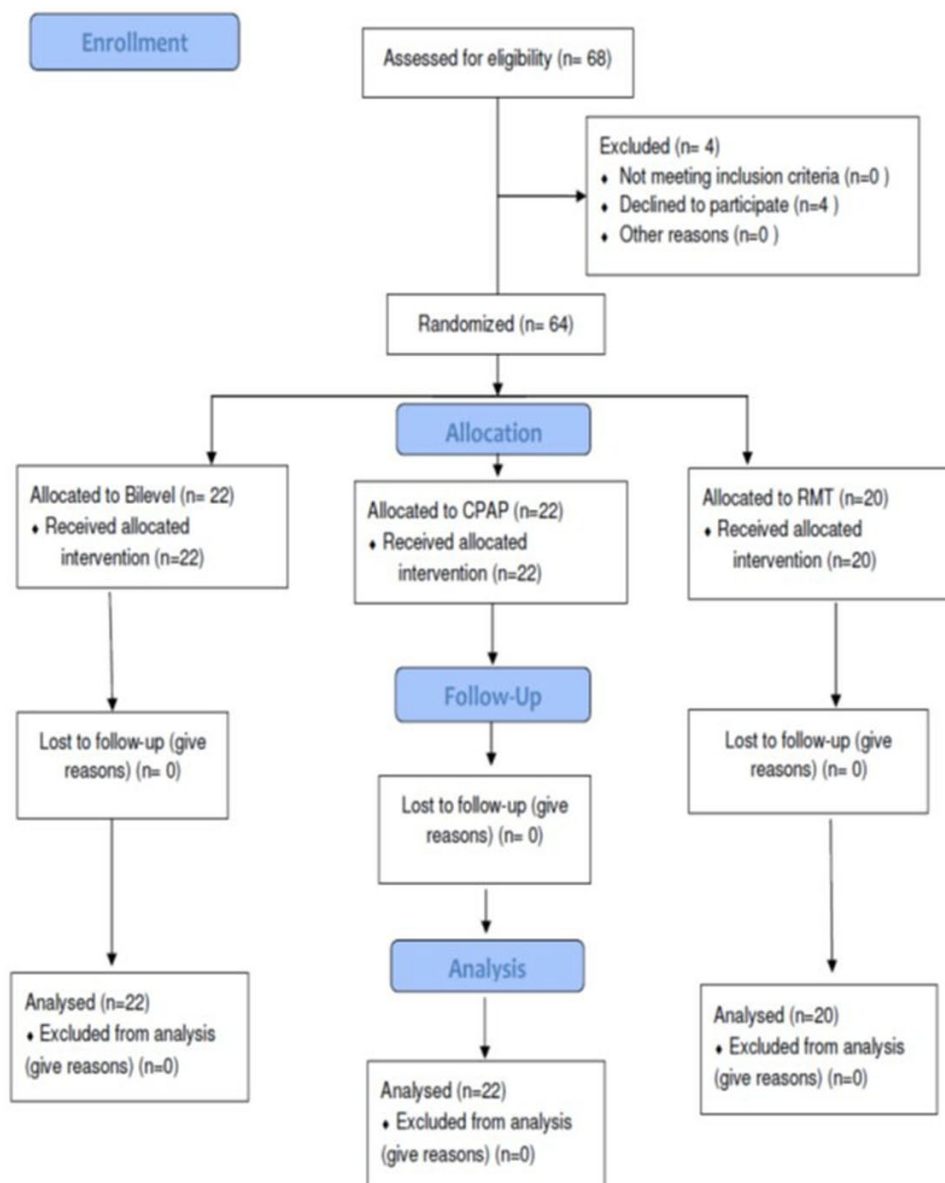 Enrollment
Assessed for eligibility (n= 68)
Excluded (n= 4)
♦ Not meeting inclusion criteria (n=0 )
♦ Declined to participate (n=4 )
♦ Other reasons (n=0 )
Randomized (n= 64)
Allocation
Allocated to Bilevel (n= 22)
♦ Received allocated
intervention (n=22)
Allocated to CPAP (n=22)
♦ Received allocated
intervention (n=22)
Allocated to RMT (n=20)
♦ Received allocated
intervention (n=20)
Follow-Up
Lost to follow-up (give
reasons) (n= 0)
Lost to follow-up (give
reasons) (n= 0)
Lost to follow-up (give
reasons) (n= 0)
Analysis
Analysed (n=22)
♦ Excluded from analysis
(give reasons) (n=0)
Analysed (n=22)
♦ Excluded from analysis
(give reasons) (n=0)
Analysed (n=20)
♦ Excluded from analysis
(give reasons) (n=0)